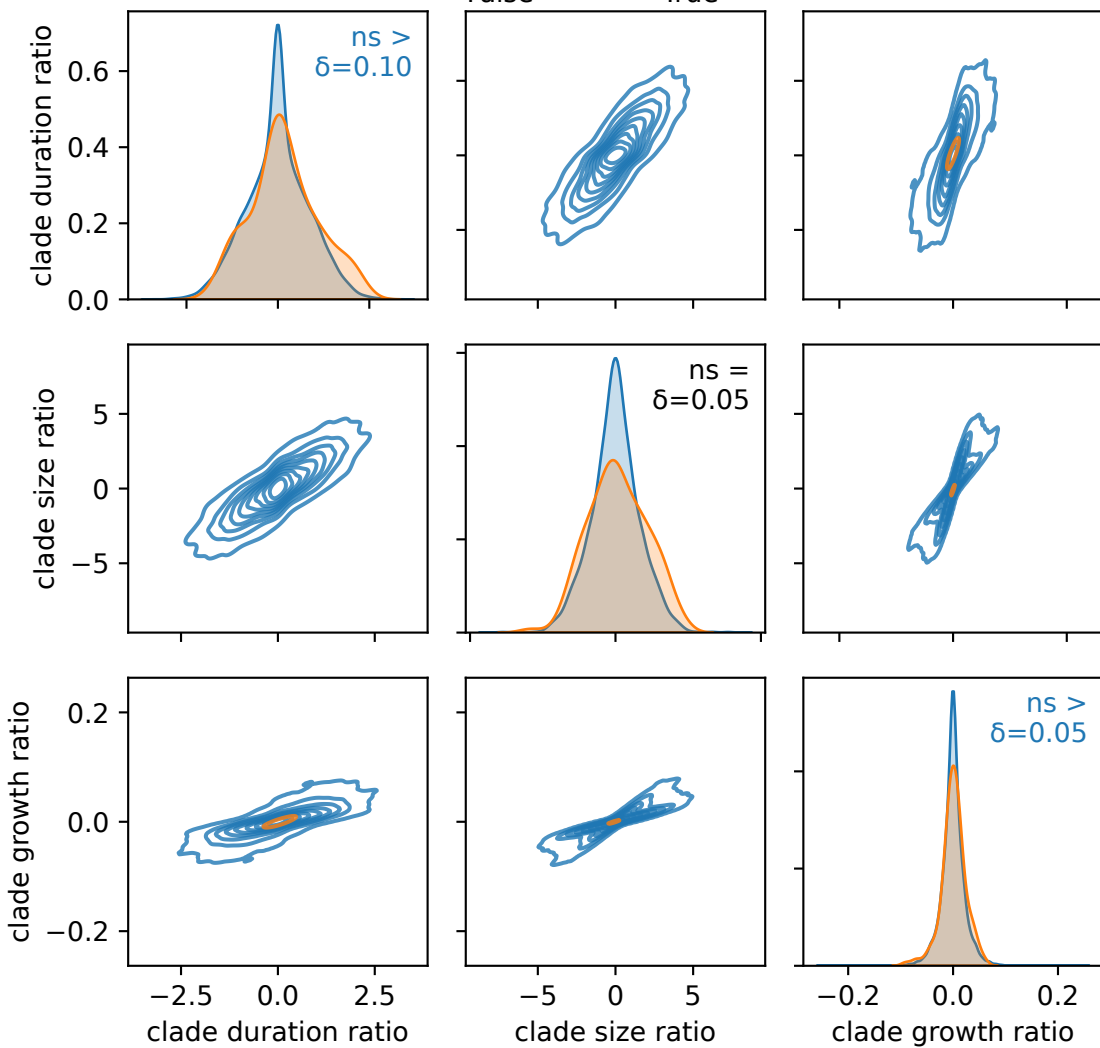 clade duration ratio
0.6
0.4
0.2
0.0
ns >
δ=0.10
clade size ratio
5
0
−5
ns =
δ=0.05
clade growth ratio
0.2
0.0
−0.2
ns >
δ=0.05
−2.5 0.0 2.5
−5 0 5
−0.2 0.0 0.2
clade duration ratio
clade size ratio
clade growth ratio